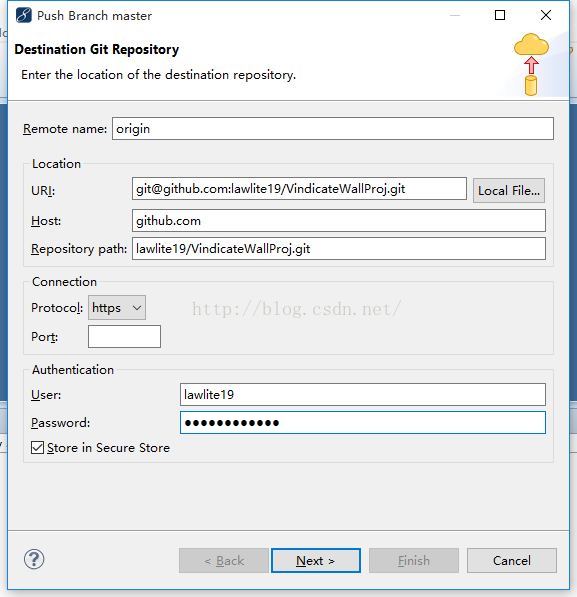 Push Branch master
Destination Git Repository
Enter the location of the destination repository.
Remote name: origin
Location
URI: git@github.com:lawlite19/VindicateWallProj.git Local File...
Host: github.com
Repository path: lawlite19/VindicateWallProj.git
Connection
Protocol: https
http://blog.csdn.net/
Port:
Authentication
User: lawlite19
Password: ●●●●●●●●●●●●
Store in Secure Store
< Back Next > Finish Cancel